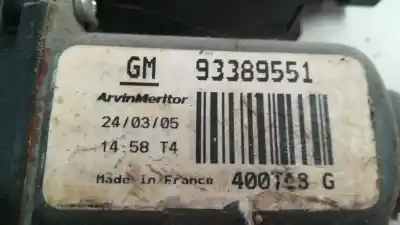 GM 93389551
ArvinMeritor
24/03/05
14:58 T4
Made in France G